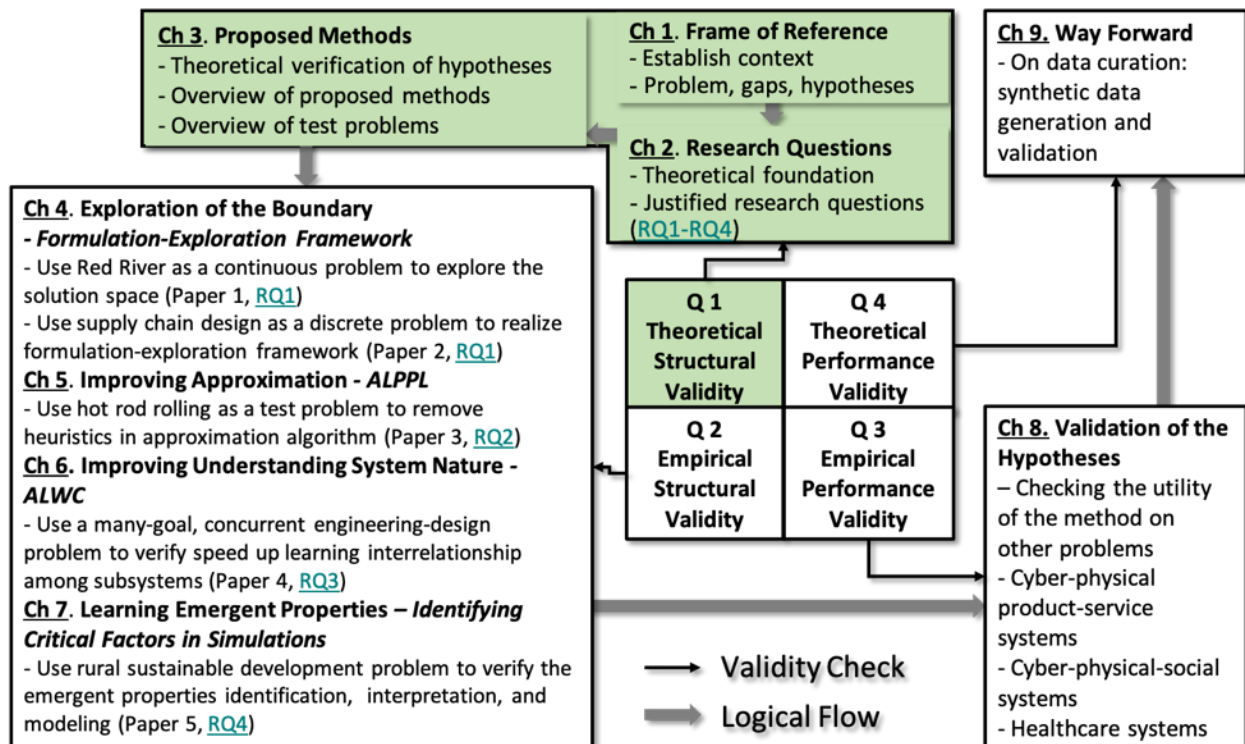 Ch 3. Proposed Methods
- Theoretical verification of hypotheses
- Overview of proposed methods
- Overview of test problems
Ch 1. Frame of Reference
- Establish context
- Problem, gaps, hypotheses
Ch 2. Research Questions
- Theoretical foundation
- Justified research questions
(RQ1-RQ4)
Ch 9. Way Forward
- On data curation:
synthetic data
generation and
validation
Ch 4. Exploration of the Boundary
- Formulation-Exploration Framework
- Use Red River as a continuous problem to explore the
solution space (Paper 1, RQ1)
- Use supply chain design as a discrete problem to realize
formulation-exploration framework (Paper 2, RQ1)
Ch 5. Improving Approximation - ALPPL
- Use hot rod rolling as a test problem to remove
heuristics in approximation algorithm (Paper 3, RQ2)
Ch 6. Improving Understanding System Nature -
ALWC
- Use a many-goal, concurrent engineering-design
problem to verify speed up learning interrelationship
among subsystems (Paper 4, RQ3)
Ch 7. Learning Emergent Properties – Identifying
Critical Factors in Simulations
- Use rural sustainable development problem to verify the
emergent properties identification, interpretation, and
modeling (Paper 5, RQ4)
Q 1
Theoretical
Structural
Validity
Q 4
Theoretical
Performance
Validity
Q 2
Empirical
Structural
Validity
Q 3
Empirical
Performance
Validity
Ch 8. Validation of the
Hypotheses
– Checking the utility
of the method on
other problems
- Cyber-physical
product-service
systems
- Cyber-physical-social
systems
- Healthcare systems
Validity Check
Logical Flow